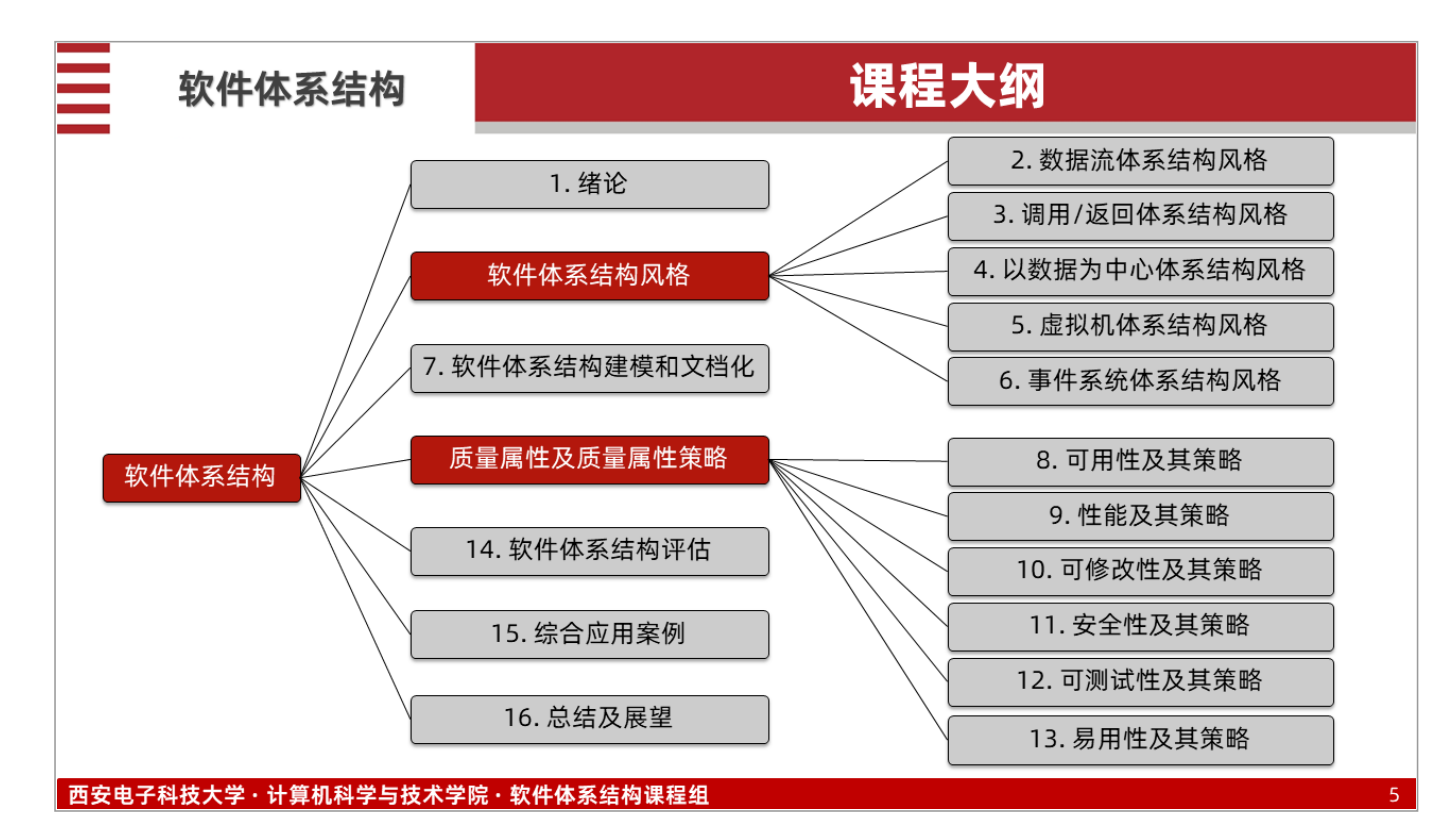 软件体系结构
课程大纲
软件体系结构
1. 绪论
软件体系结构风格
2. 数据流体系结构风格
3. 调用/返回体系结构风格
4. 以数据为中心体系结构风格
5. 虚拟机体系结构风格
6. 事件系统体系结构风格
7. 软件体系结构建模和文档化
质量属性及质量属性策略
8. 可用性及其策略
9. 性能及其策略
10. 可修改性及其策略
11. 安全性及其策略
12. 可测试性及其策略
13. 易用性及其策略
14. 软件体系结构评估
15. 综合应用案例
16. 总结及展望
西安电子科技大学 · 计算机科学与技术学院 · 软件体系结构课程组
5